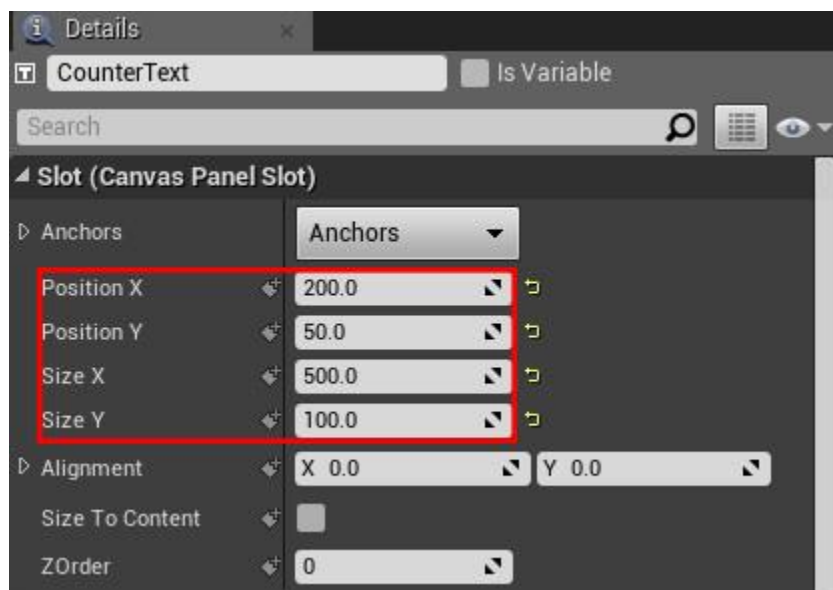 Details
CounterText Is Variable
Search
Slot (Canvas Panel Slot)
Anchors Anchors
Position X 200.0
Position Y 50.0
Size X 500.0
Size Y 100.0
Alignment X 0.0 Y 0.0
Size To Content
ZOrder 0